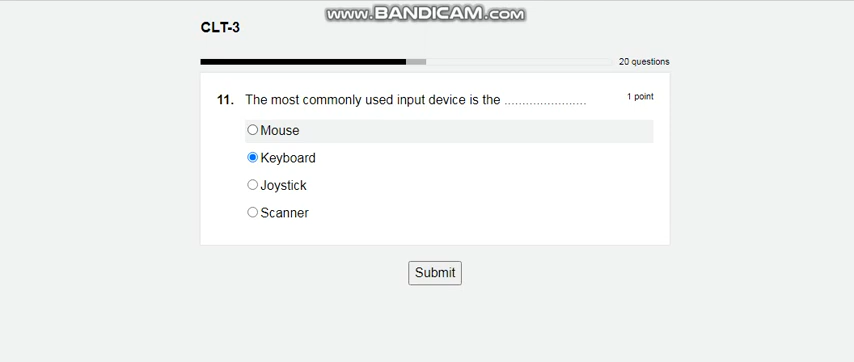 www.BANDICAM.com
CLT-3
20 questions
11. The most commonly used input device is the ....................... 1 point
Mouse
Keyboard
Joystick
Scanner
Submit